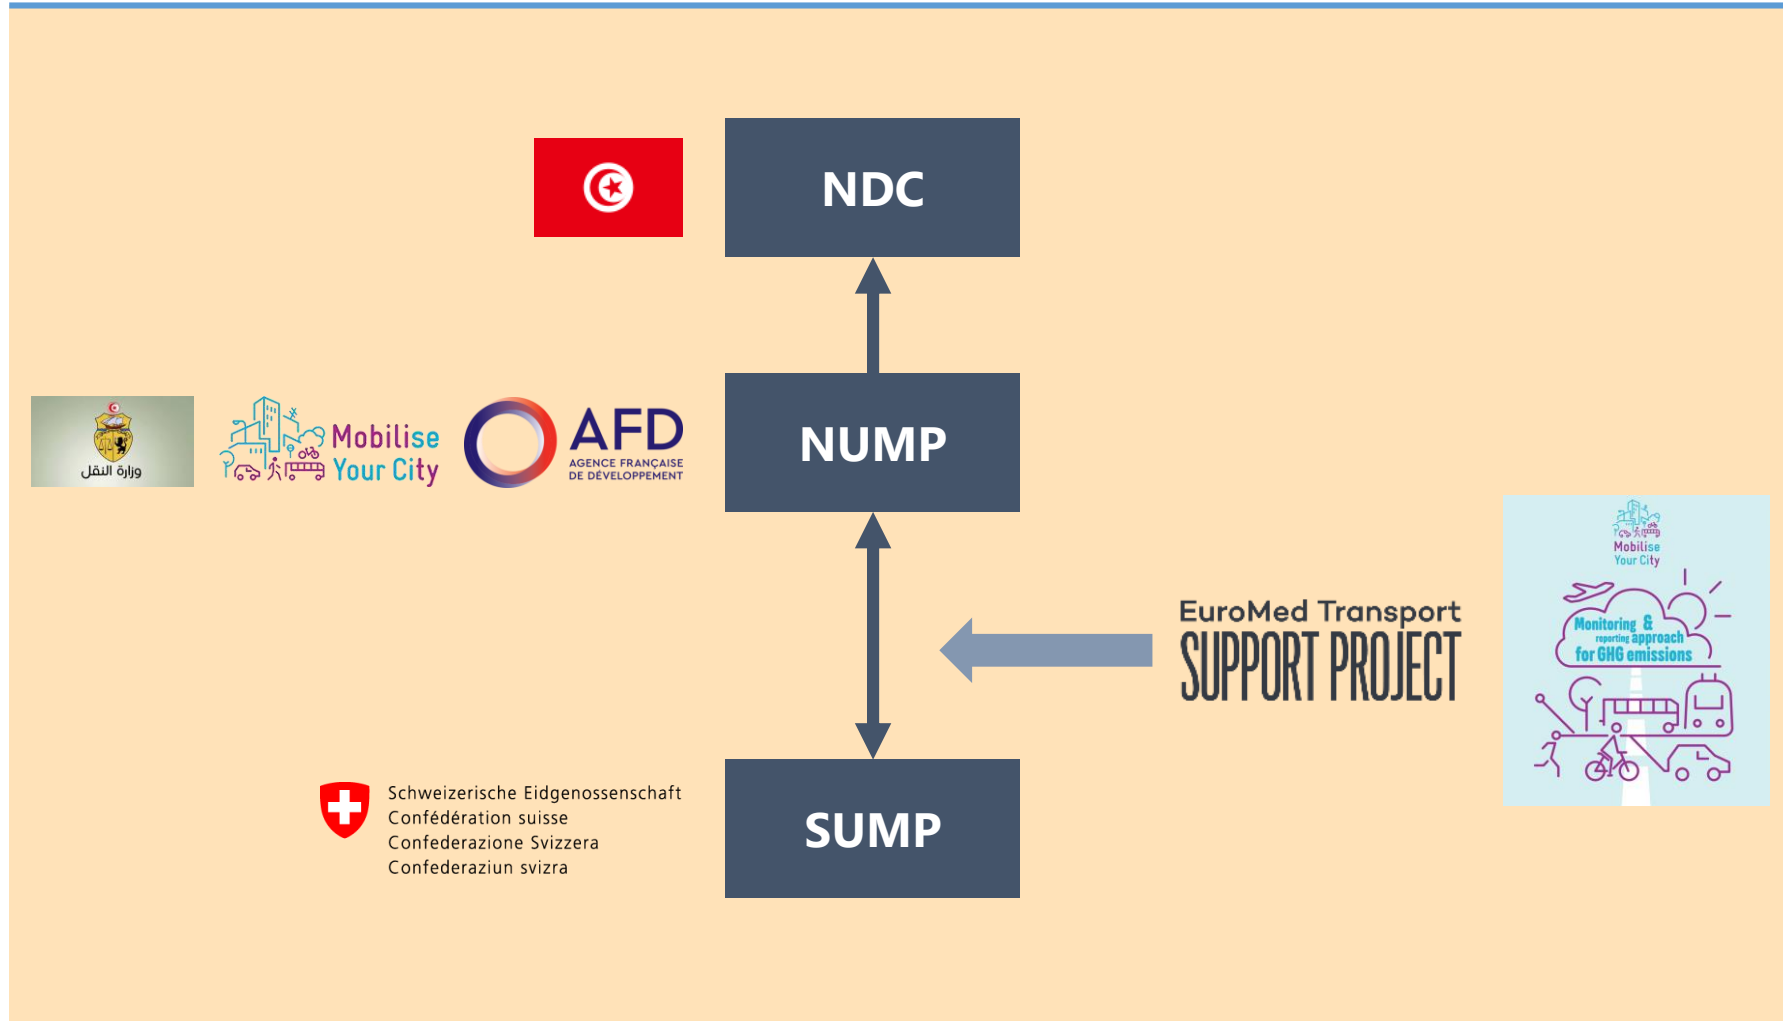 NDC
وزارة النقل
Mobilise
Your City
AFD
AGENCE FRANÇAISE
DE DÉVELOPPEMENT
NUMP
EuroMed Transport
SUPPORT PROJECT
Mobilise
Your City
Monitoring &
reporting approach
for GHG emissions
Schweizerische Eidgenossenschaft
Confédération suisse
Confederazione Svizzera
Confederaziun svizra
SUMP